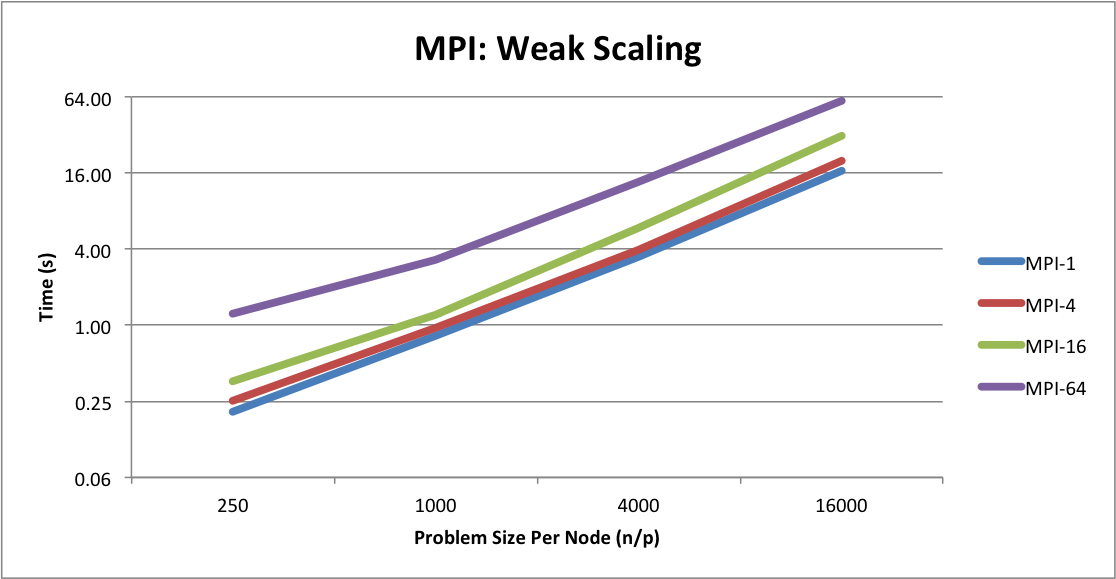 MPI: Weak Scaling
64.00
16.00
4.00
1.00
0.25
0.06
Time (s)
250 1000 4000 16000
Problem Size Per Node (n/p)
MPI-1
MPI-4
MPI-16
MPI-64